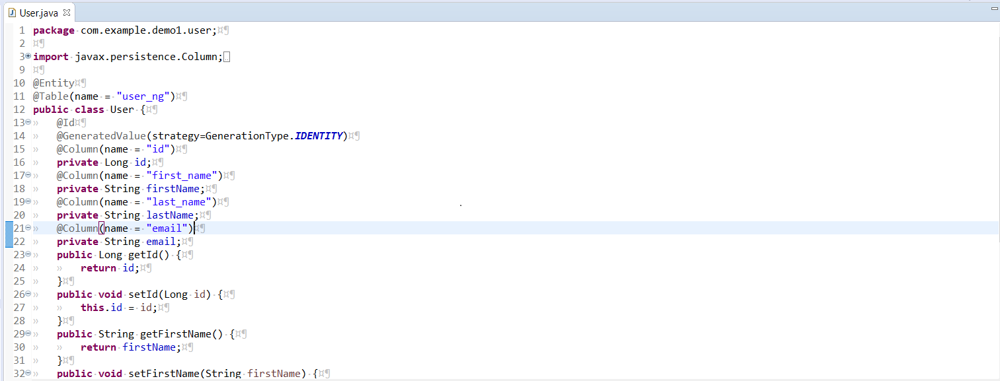 User.java
1 package com.example.demo1.user;¤¶
2 ¤¶
3 import javax.persistence.Column;
9 ¤¶
10 @Entity¤¶
11 @Table(name = "user_ng")¤¶
12 public class User {¤¶
13 » @Id¤¶
14 » @GeneratedValue(strategy=GenerationType.IDENTITY)¤¶
15 » @Column(name = "id")¤¶
16 » private Long id;¤¶
17 » @Column(name = "first_name")¤¶
18 » private String firstName;¤¶
19 » @Column(name = "last_name")¤¶
20 » private String lastName;¤¶
21 » @Column(name = "email")¤¶
22 » private String email;¤¶
23 » public Long getId() {¤¶
24 » » return id;¤¶
25 » }¤¶
26 » public void setId(Long id) {¤¶
27 » » this.id = id;¤¶
28 » }¤¶
29 » public String getFirstName() {¤¶
30 » » return firstName;¤¶
31 » }¤¶
32 » public void setFirstName(String firstName) {¤¶